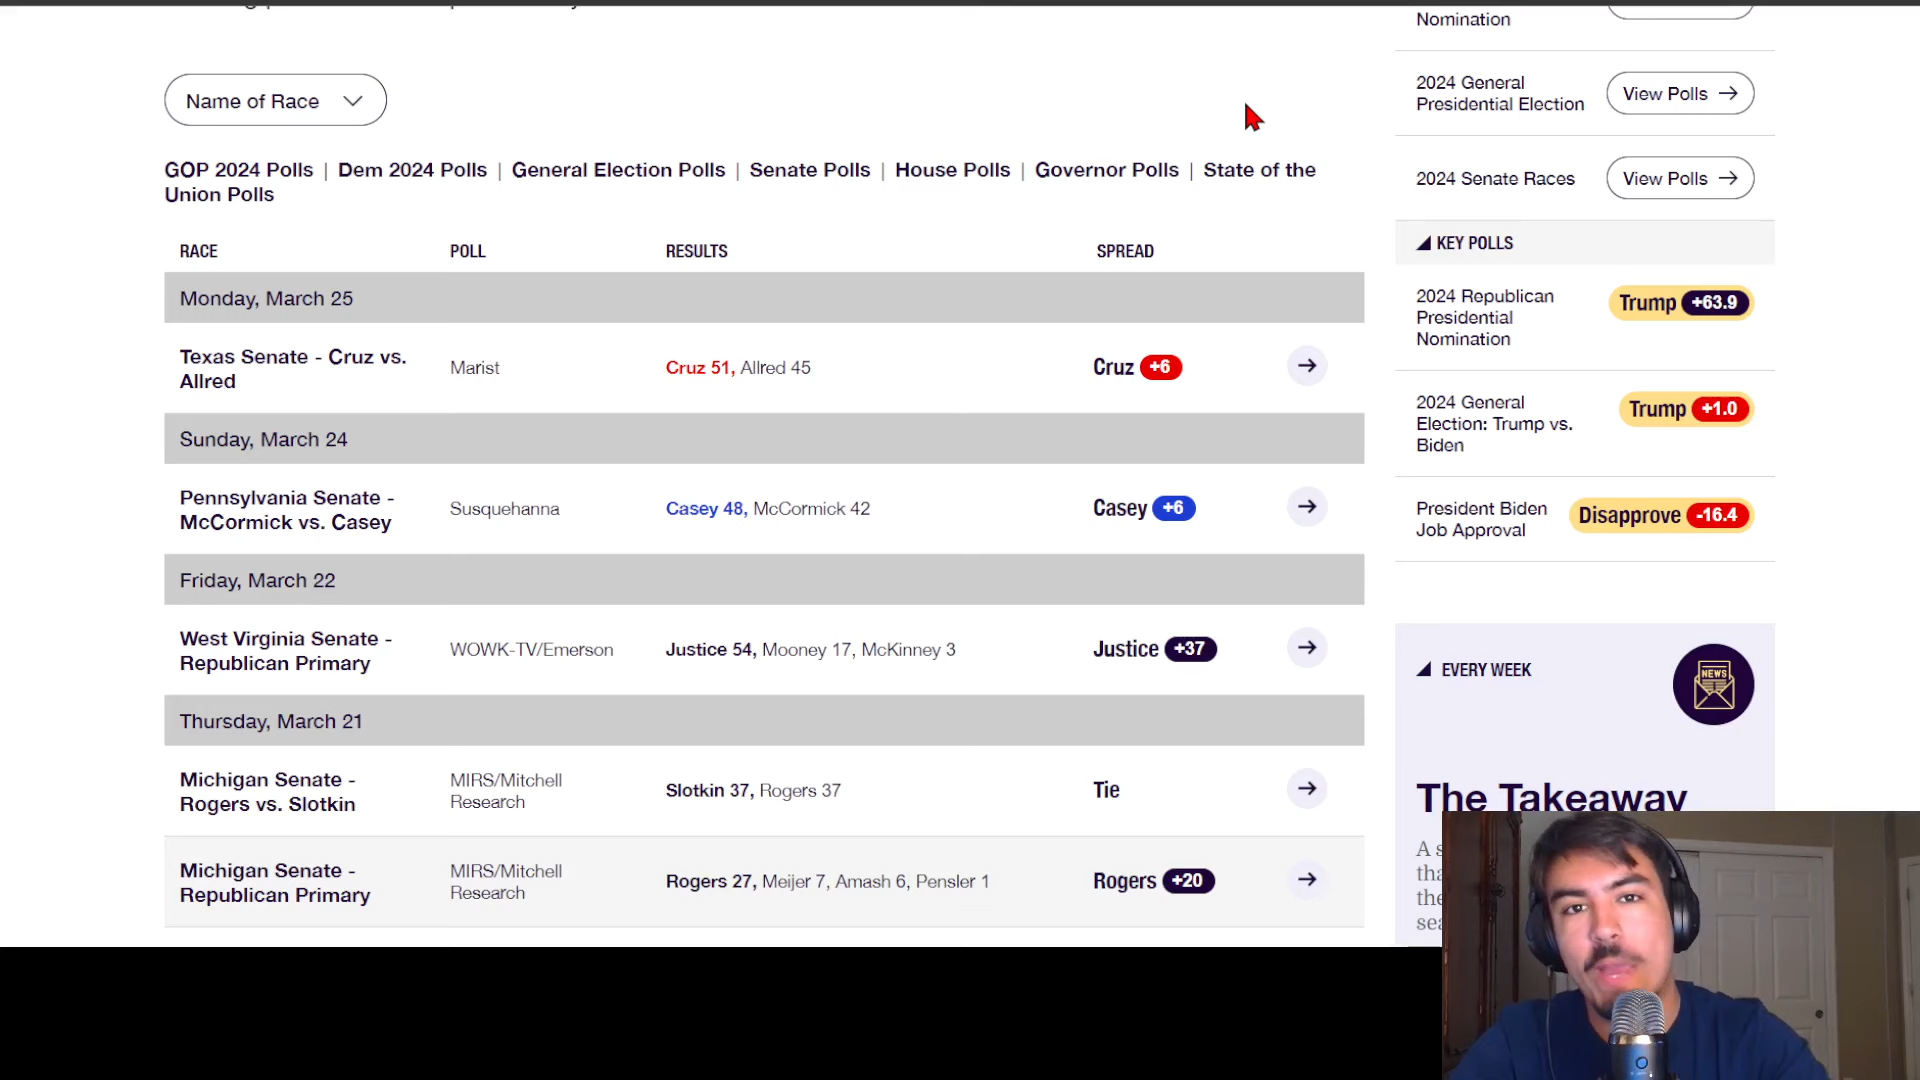 Name of Race
GOP 2024 Polls | Dem 2024 Polls | General Election Polls | Senate Polls | House Polls | Governor Polls | State of the
Union Polls
RACE POLL RESULTS SPREAD
Monday, March 25
Texas Senate - Cruz vs.
Allred
Marist
Cruz 51, Allred 45
Cruz +6
Sunday, March 24
Pennsylvania Senate -
McCormick vs. Casey
Susquehanna
Casey 48, McCormick 42
Casey +6
Friday, March 22
West Virginia Senate -
Republican Primary
WOWK-TV/Emerson
Justice 54, Mooney 17, McKinney 3
Justice +37
Thursday, March 21
Michigan Senate -
Rogers vs. Slotkin
MIRS/Mitchell
Research
Slotkin 37, Rogers 37
Tie
Michigan Senate -
Republican Primary
MIRS/Mitchell
Research
Rogers 27, Meijer 7, Amash 6, Pensler 1
Rogers +20
Nomination
2024 General
Presidential Election
View Polls
2024 Senate Races
View Polls
KEY POLLS
2024 Republican
Presidential
Nomination
Trump +63.9
2024 General
Election: Trump vs.
Biden
Trump +1.0
President Biden
Job Approval
Disapprove -16.4
EVERY WEEK
NEWS
The Takeaway
A